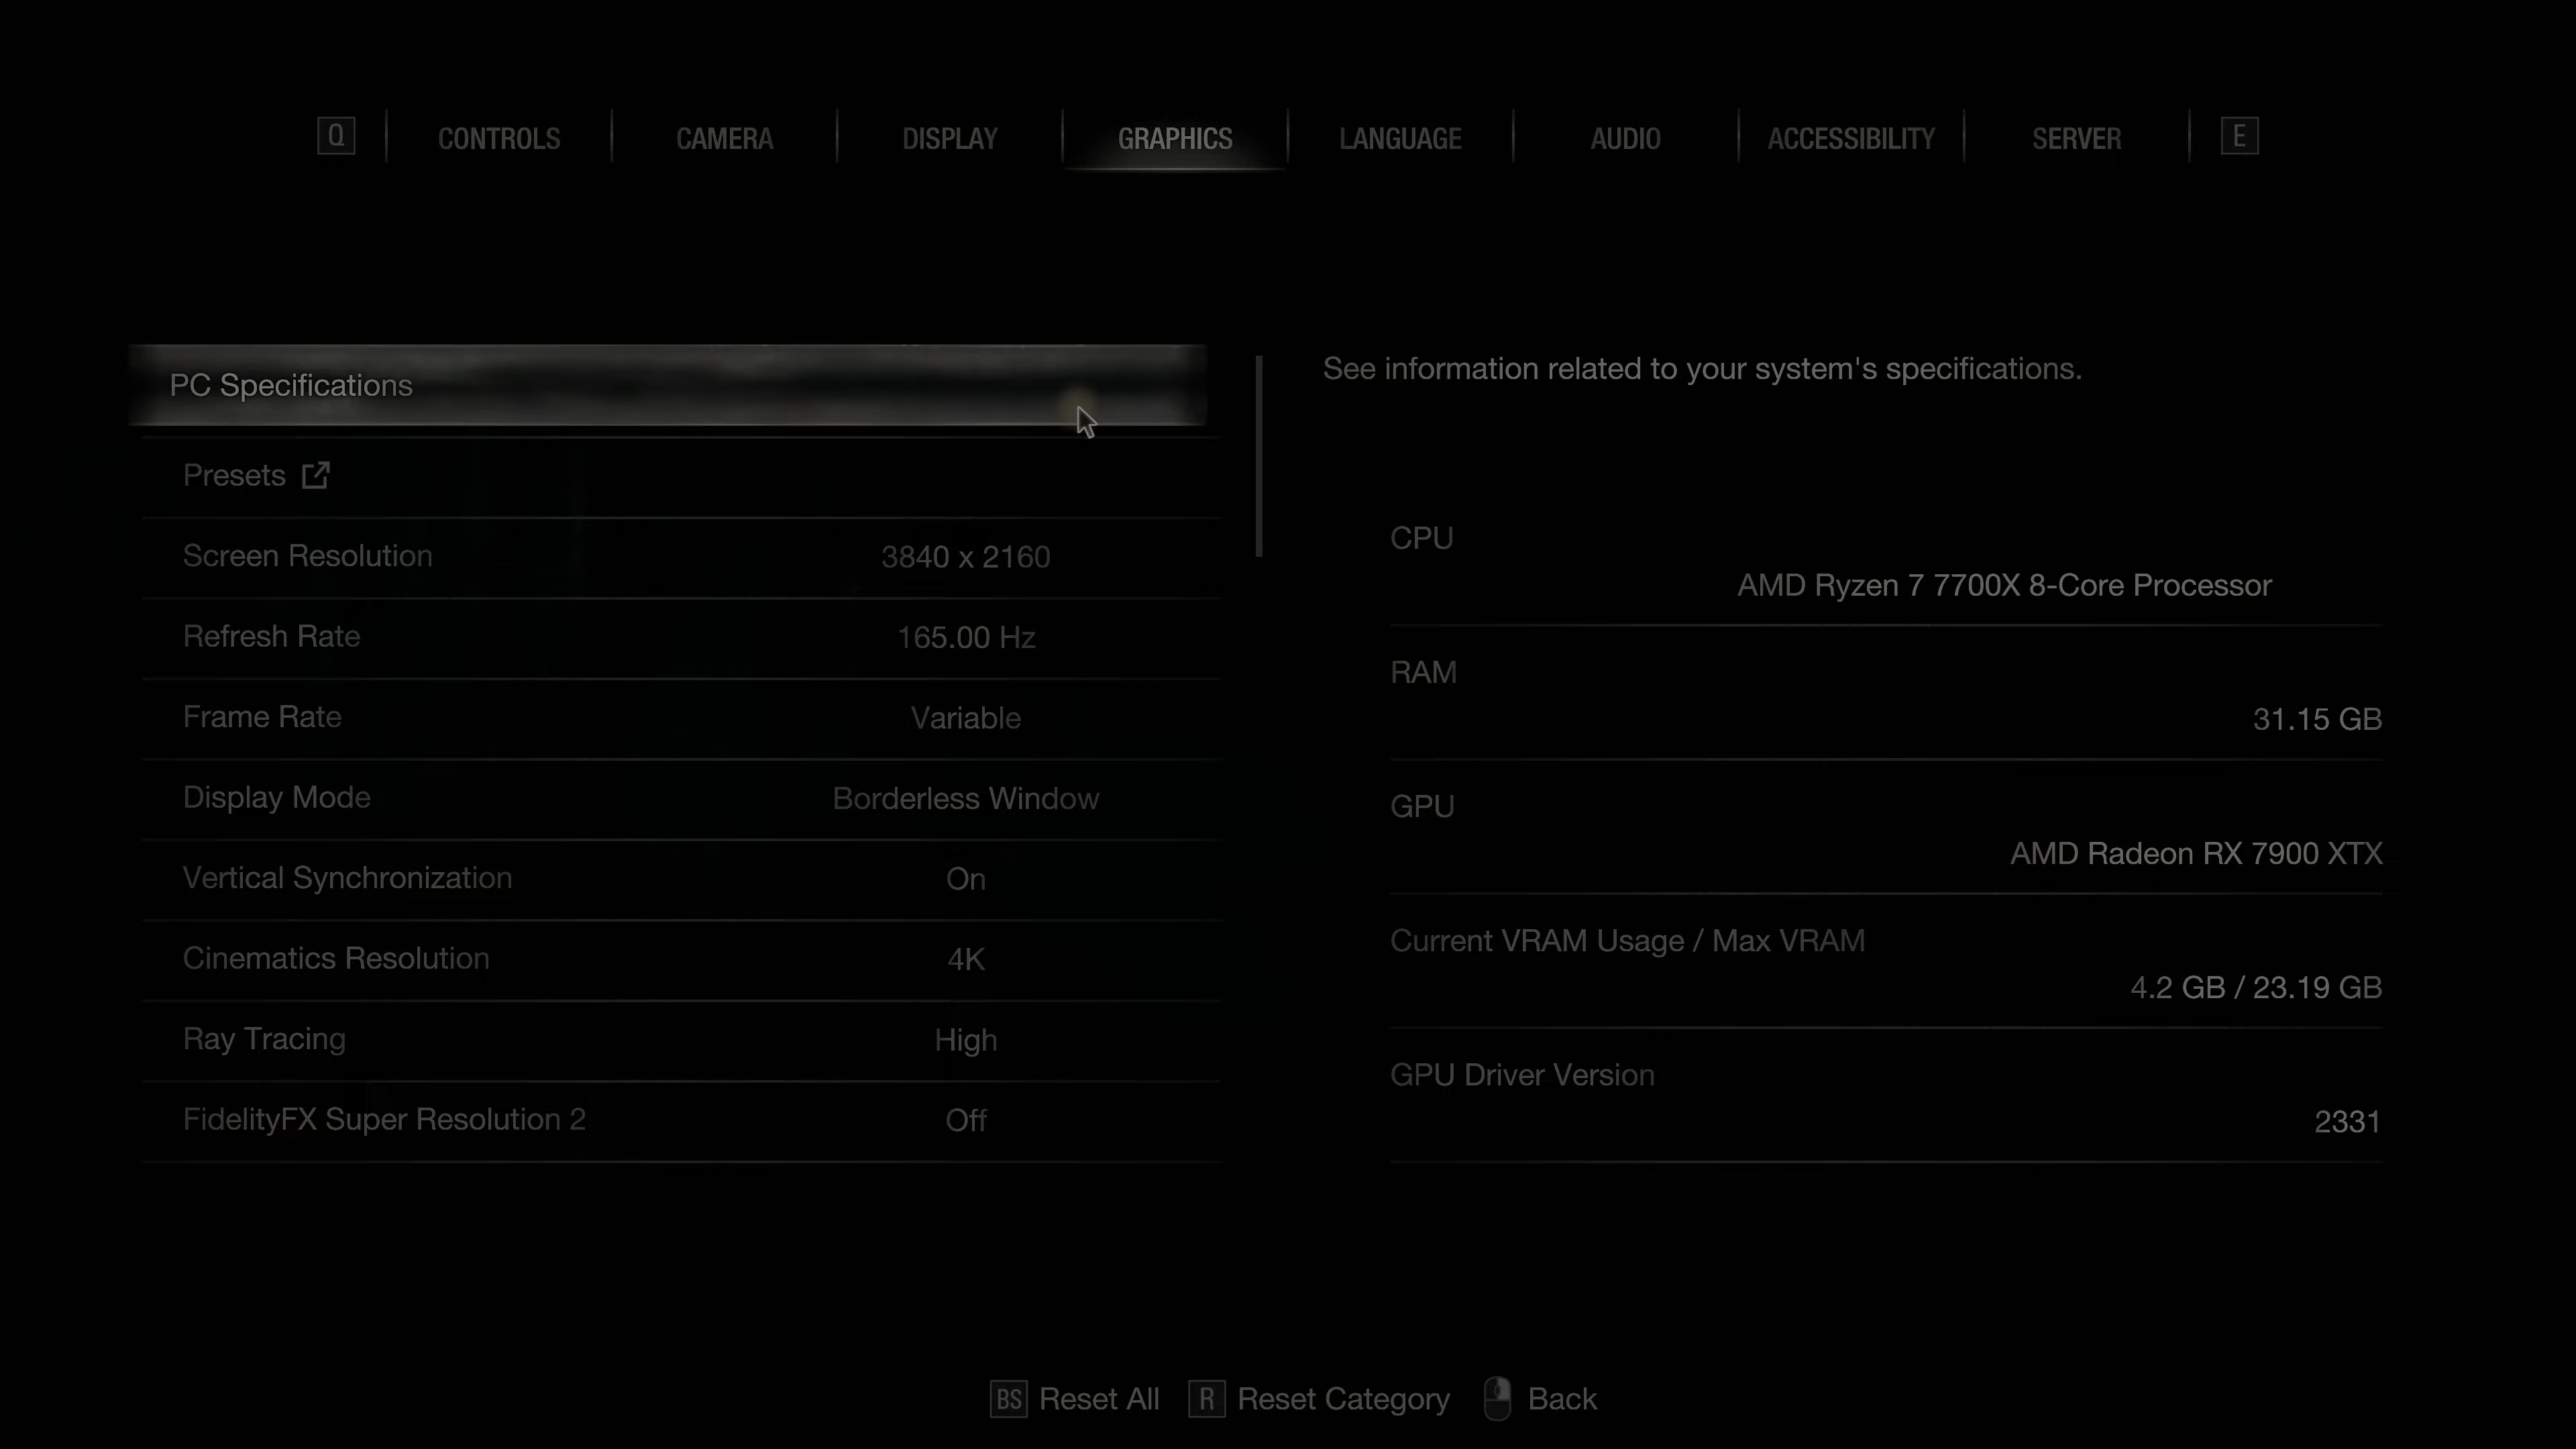 Q CONTROLS CAMERA DISPLAY GRAPHICS LANGUAGE AUDIO ACCESSIBILITY SERVER E
PC Specifications
Presets
Screen Resolution 3840 x 2160
Refresh Rate 165.00 Hz
Frame Rate Variable
Display Mode Borderless Window
Vertical Synchronization On
Cinematics Resolution 4K
Ray Tracing High
FidelityFX Super Resolution 2 Off
See information related to your system's specifications.
CPU
AMD Ryzen 7 7700X 8-Core Processor
RAM
31.15 GB
GPU
AMD Radeon RX 7900 XTX
Current VRAM Usage / Max VRAM
4.2 GB / 23.19 GB
GPU Driver Version
2331
BS Reset All R Reset Category Back